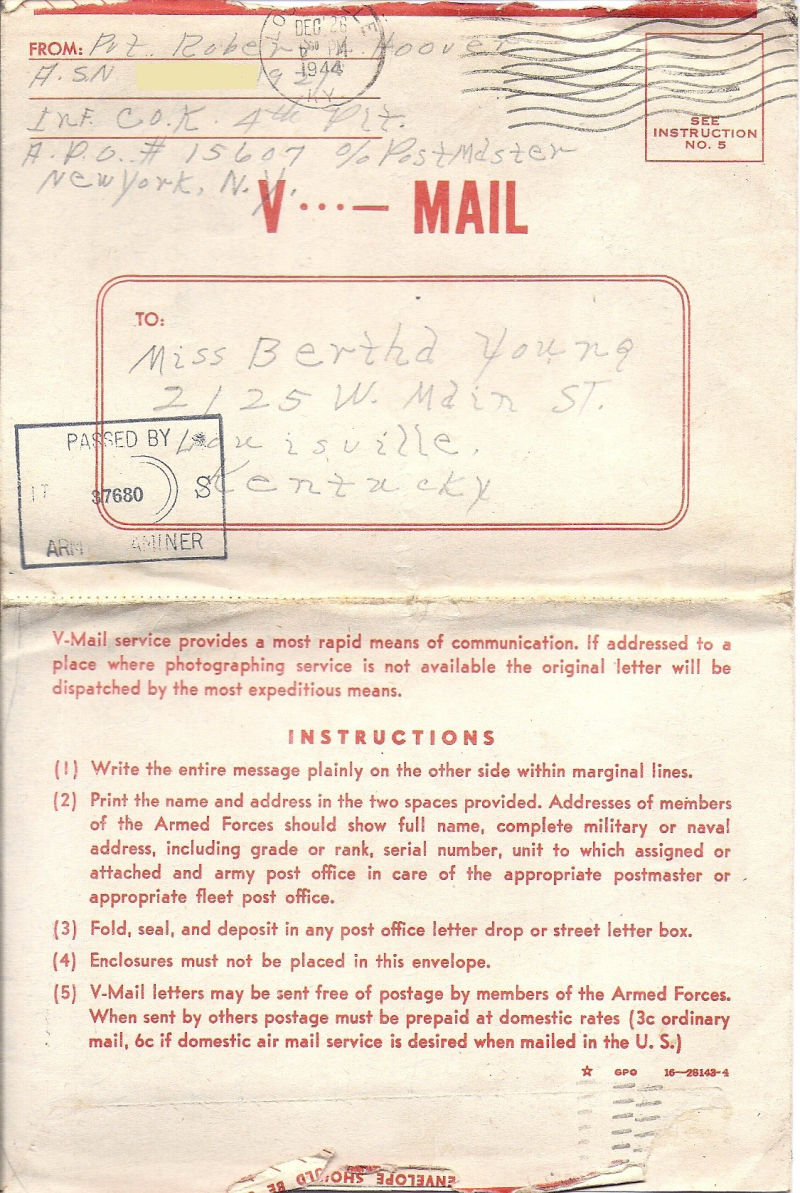 FROM: Pvt. Robert Hoover
A.S.N
Inf. Co. K. 4th Plt.
A.P.O. # 15607 % PostMaster
New York, N.Y.
DEC 26
PM
1944
KY.
SEE
INSTRUCTION
NO. 5
V···— MAIL
TO:
Miss Bertha Young
2125 W. Main ST.
Louisville,
Kentucky
PASSED BY
37680 S
ARM AMINER
V-Mail service provides a most rapid means of communication. If addressed to a
place where photographing service is not available the original letter will be
dispatched by the most expeditious means.
INSTRUCTIONS
(1) Write the entire message plainly on the other side within marginal lines.
(2) Print the name and address in the two spaces provided. Addresses of members
of the Armed Forces should show full name, complete military or naval
address, including grade or rank, serial number, unit to which assigned or
attached and army post office in care of the appropriate postmaster or
appropriate fleet post office.
(3) Fold, seal, and deposit in any post office letter drop or street letter box.
(4) Enclosures must not be placed in this envelope.
(5) V-Mail letters may be sent free of postage by members of the Armed Forces.
When sent by others postage must be prepaid at domestic rates (3c ordinary
mail, 6c if domestic air mail service is desired when mailed in the U. S.)
☆ GPO 16—28143-4
ENVELOPE SHOULD BE